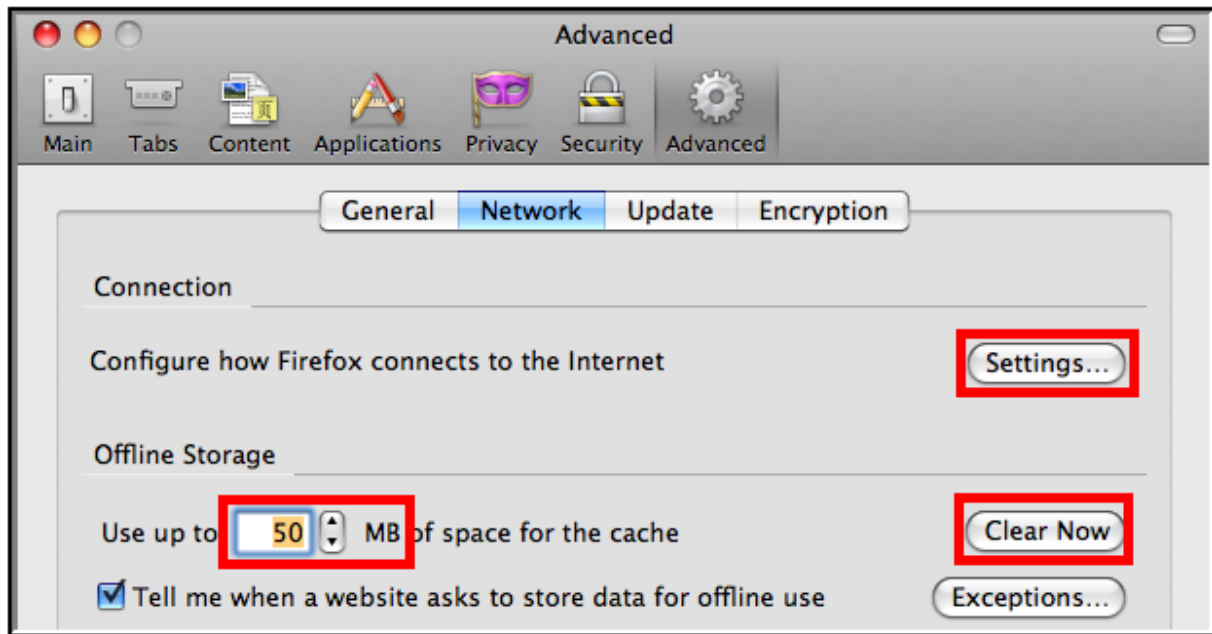 Advanced
Main Tabs Content Applications Privacy Security Advanced
General Network Update Encryption
Connection
Configure how Firefox connects to the Internet Settings...
Offline Storage
Use up to 50 MB of space for the cache Clear Now
Tell me when a website asks to store data for offline use Exceptions...